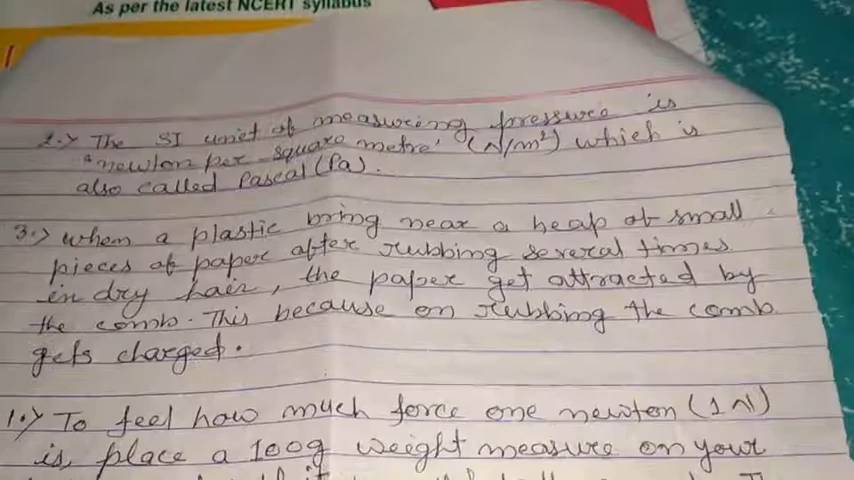 As per the latest NCERT syllabus
2.> The SI unit of measuring pressure is
"newton per square metre' (N/m²) which is
also called Pascal (Pa).
3.> when a plastic bring near a heap of small
pieces of paper after rubbing several times
in dry hair, the paper get attracted by
the comb. This because on rubbing the comb
gets charged.
1.> To feel how much force one newton (1 N)
is, place a 100g weight measure on your